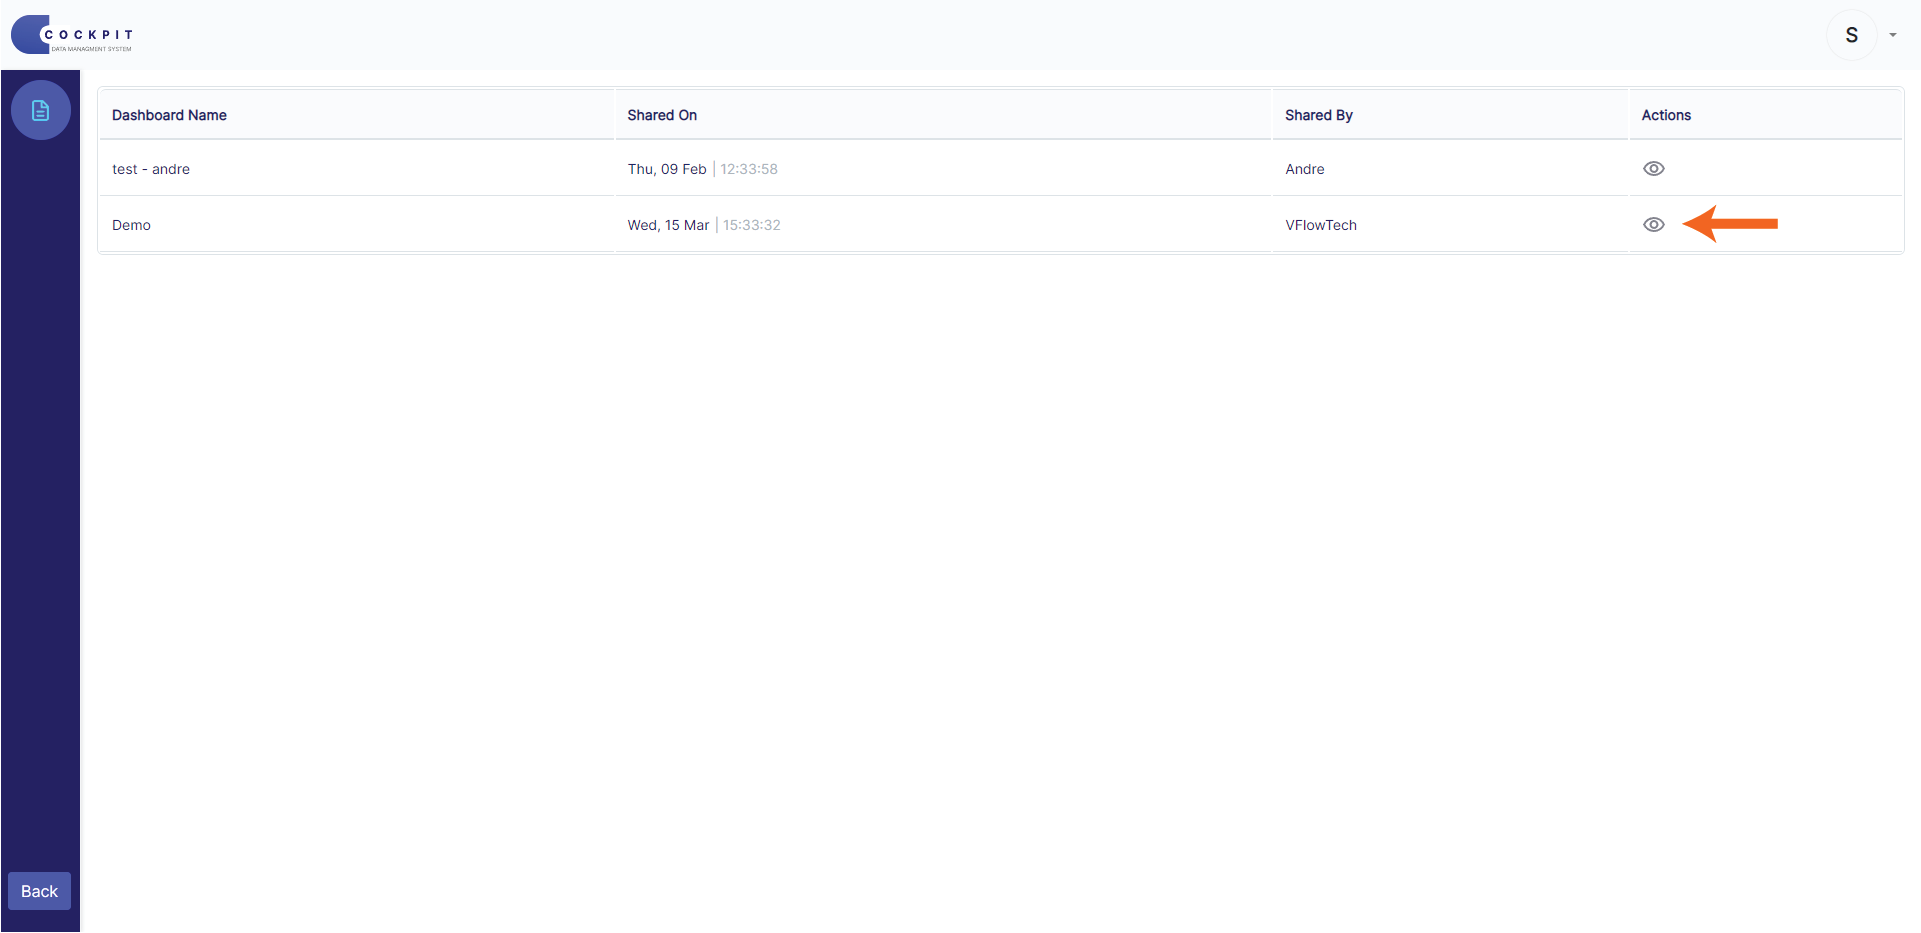 COCKPIT
DATA MANAGMENT SYSTEM
S
Dashboard Name Shared On Shared By Actions
test - andre Thu, 09 Feb | 12:33:58 Andre
Demo Wed, 15 Mar | 15:33:32 VFlowTech
Back